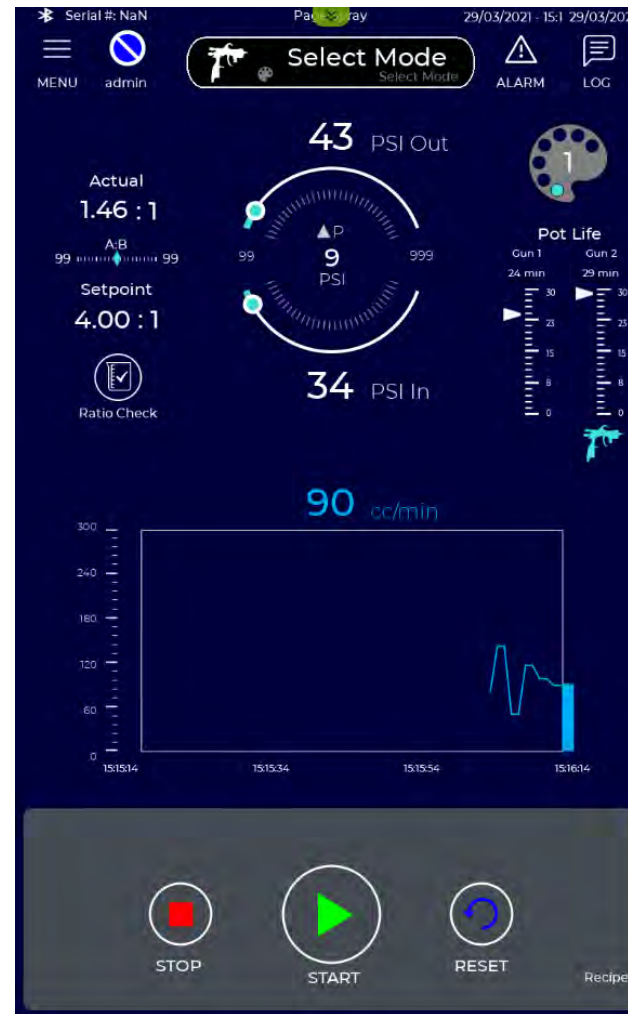 Serial #: NaN
29/03/2021 - 15:1 29/03/202
Select Mode
Select Mode
MENU
admin
ALARM
LOG
43 PSI Out
1
Actual
1.46 : 1
A:B
99 99
Setpoint
4.00 : 1
Ratio Check
P
9
PSI
99 999
34 PSI In
Pot Life
Gun 1 Gun 2
24 min 29 min
30 30
23 23
15 15
8 8
0 0
90 cc/min
300
240
180
120
60
0
15:15:14 15:15:34 15:15:54 15:16:14
STOP
START
RESET
Recipe